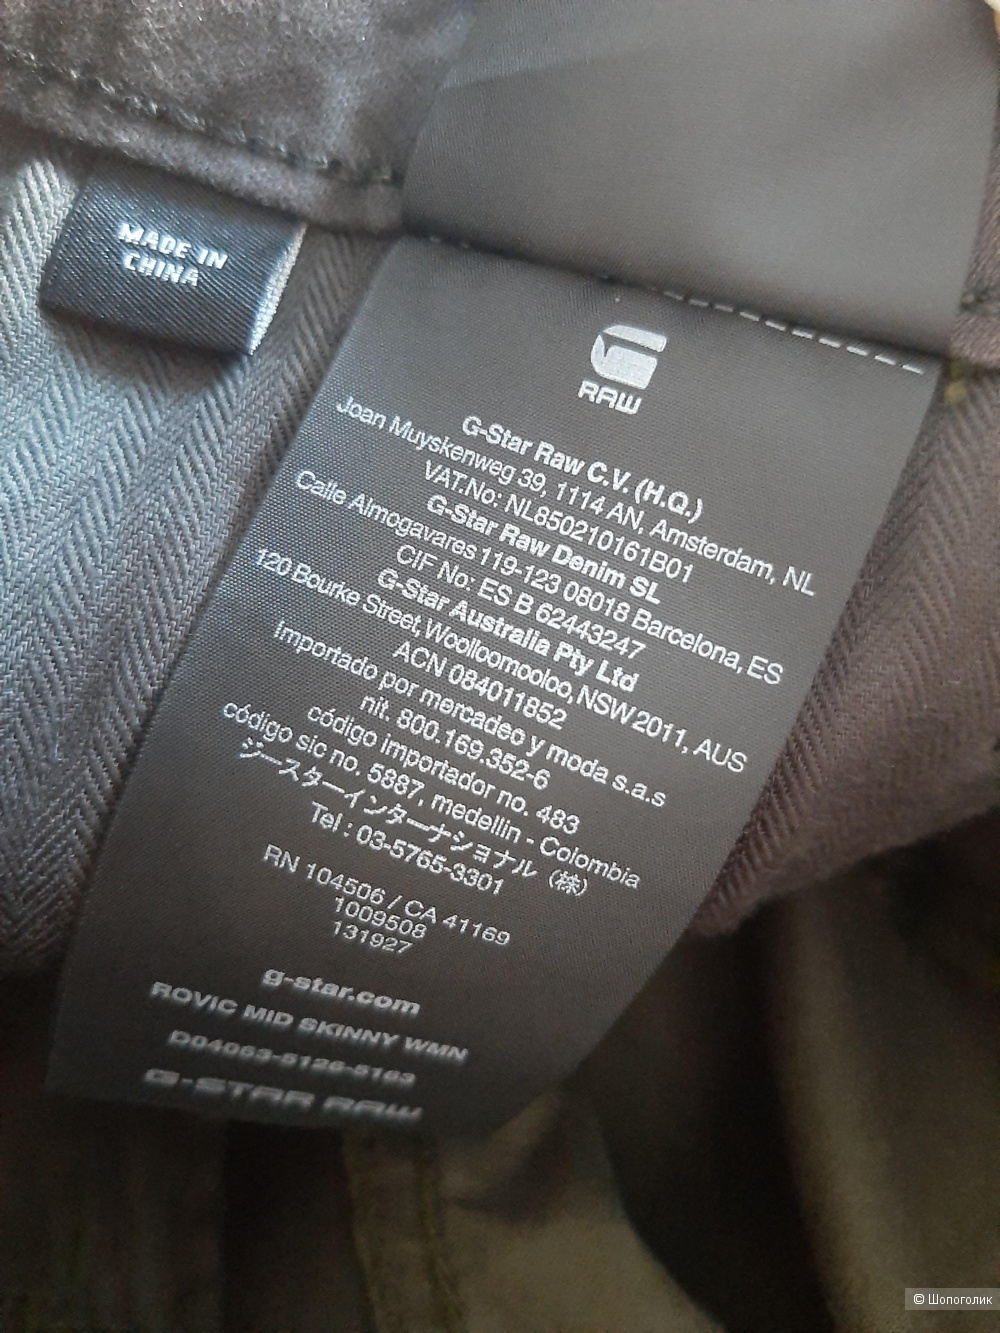 MADE IN
CHINA
RAW
G-Star Raw C.V. (H.Q.)
Joan Muyskenweg 39, 1114 AN, Amsterdam, NL
VAT.No: NL850210161B01
G-Star Raw Denim SL
Calle Almogavares 119-123 08018 Barcelona, ES
CIF No: ES B 62443247
G-Star Australia Pty Ltd
120 Bourke Street, Woolloomooloo, NSW 2011, AUS
ACN 084011852
Importado por mercadeo y moda s.a.s
nit. 800.169.352-6
código importador no. 483
código sic no. 5887, medellin - Colombia
ジースターインターナショナル（株）
Tel : 03-5765-3301
RN 104506 / CA 41169
1009508
131927
g-star.com
ROVIC MID SKINNY WMN
D04063-5126-5163
G-STAR RAW
© Шопоголик